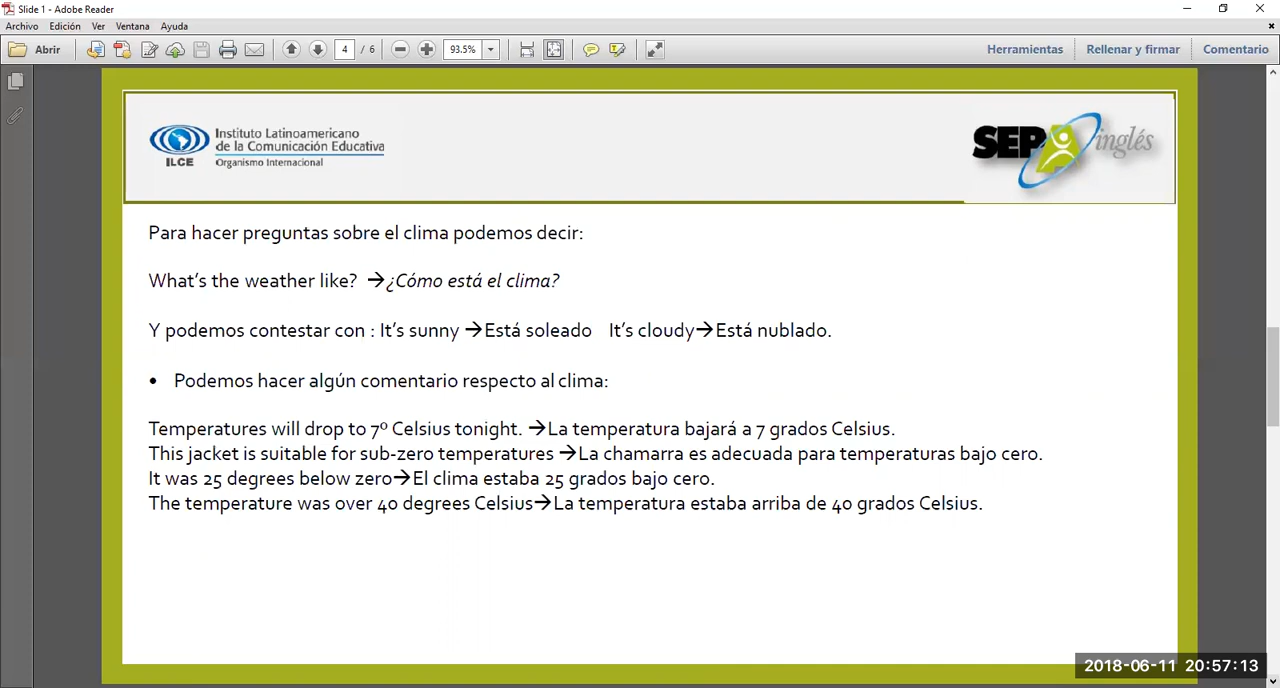 Slide 1 - Adobe Reader
Archivo Edición Ver Ventana Ayuda
Abrir 4 / 6 93.5% Herramientas Rellenar y firmar Comentario
Instituto Latinoamericano
de la Comunicación Educativa
ILCE Organismo Internacional
SEP inglés
Para hacer preguntas sobre el clima podemos decir:
What's the weather like? →¿Cómo está el clima?
Y podemos contestar con : It's sunny →Está soleado It's cloudy→Está nublado.
• Podemos hacer algún comentario respecto al clima:
Temperatures will drop to 7º Celsius tonight. →La temperatura bajará a 7 grados Celsius.
This jacket is suitable for sub-zero temperatures →La chamarra es adecuada para temperaturas bajo cero.
It was 25 degrees below zero→El clima estaba 25 grados bajo cero.
The temperature was over 40 degrees Celsius→La temperatura estaba arriba de 40 grados Celsius.
2018-06-11 20:57:13